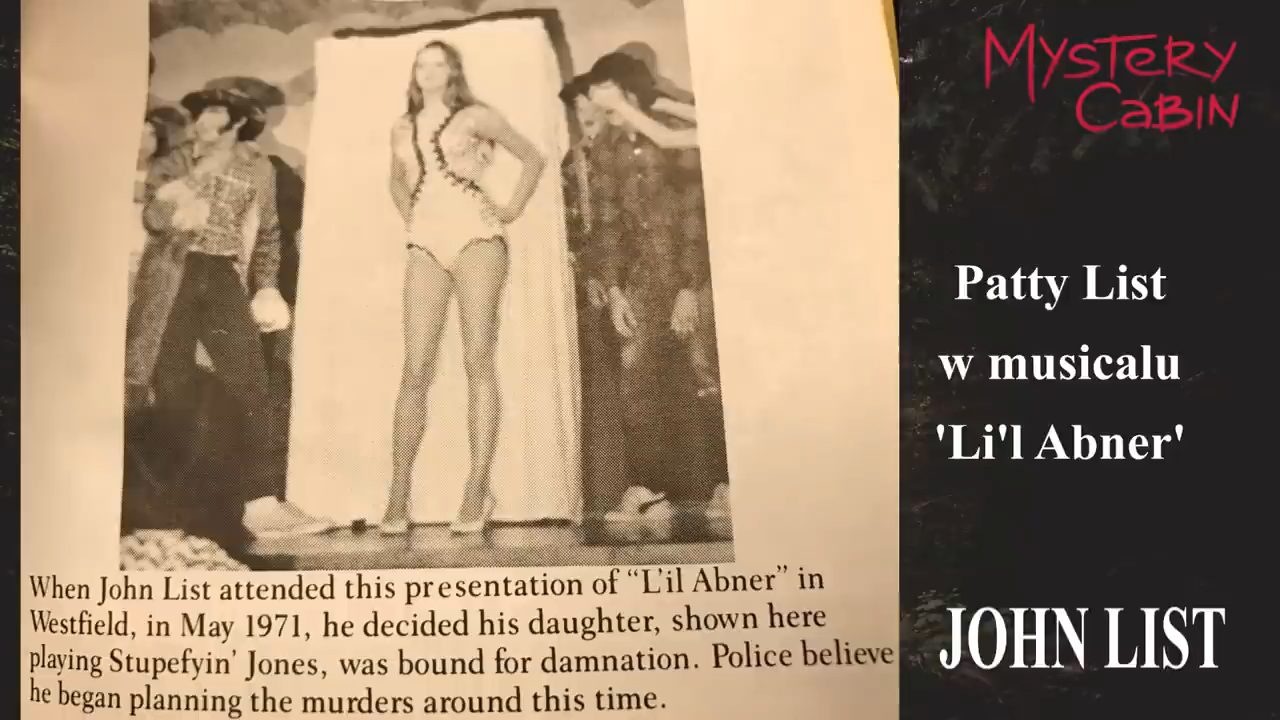 When John List attended this presentation of “L’il Abner” in
Westfield, in May 1971, he decided his daughter, shown here
playing Stupefyin’ Jones, was bound for damnation. Police believe
he began planning the murders around this time.
MYSTERY
CABIN
Patty List
w musicalu
'Li'l Abner'
JOHN LIST